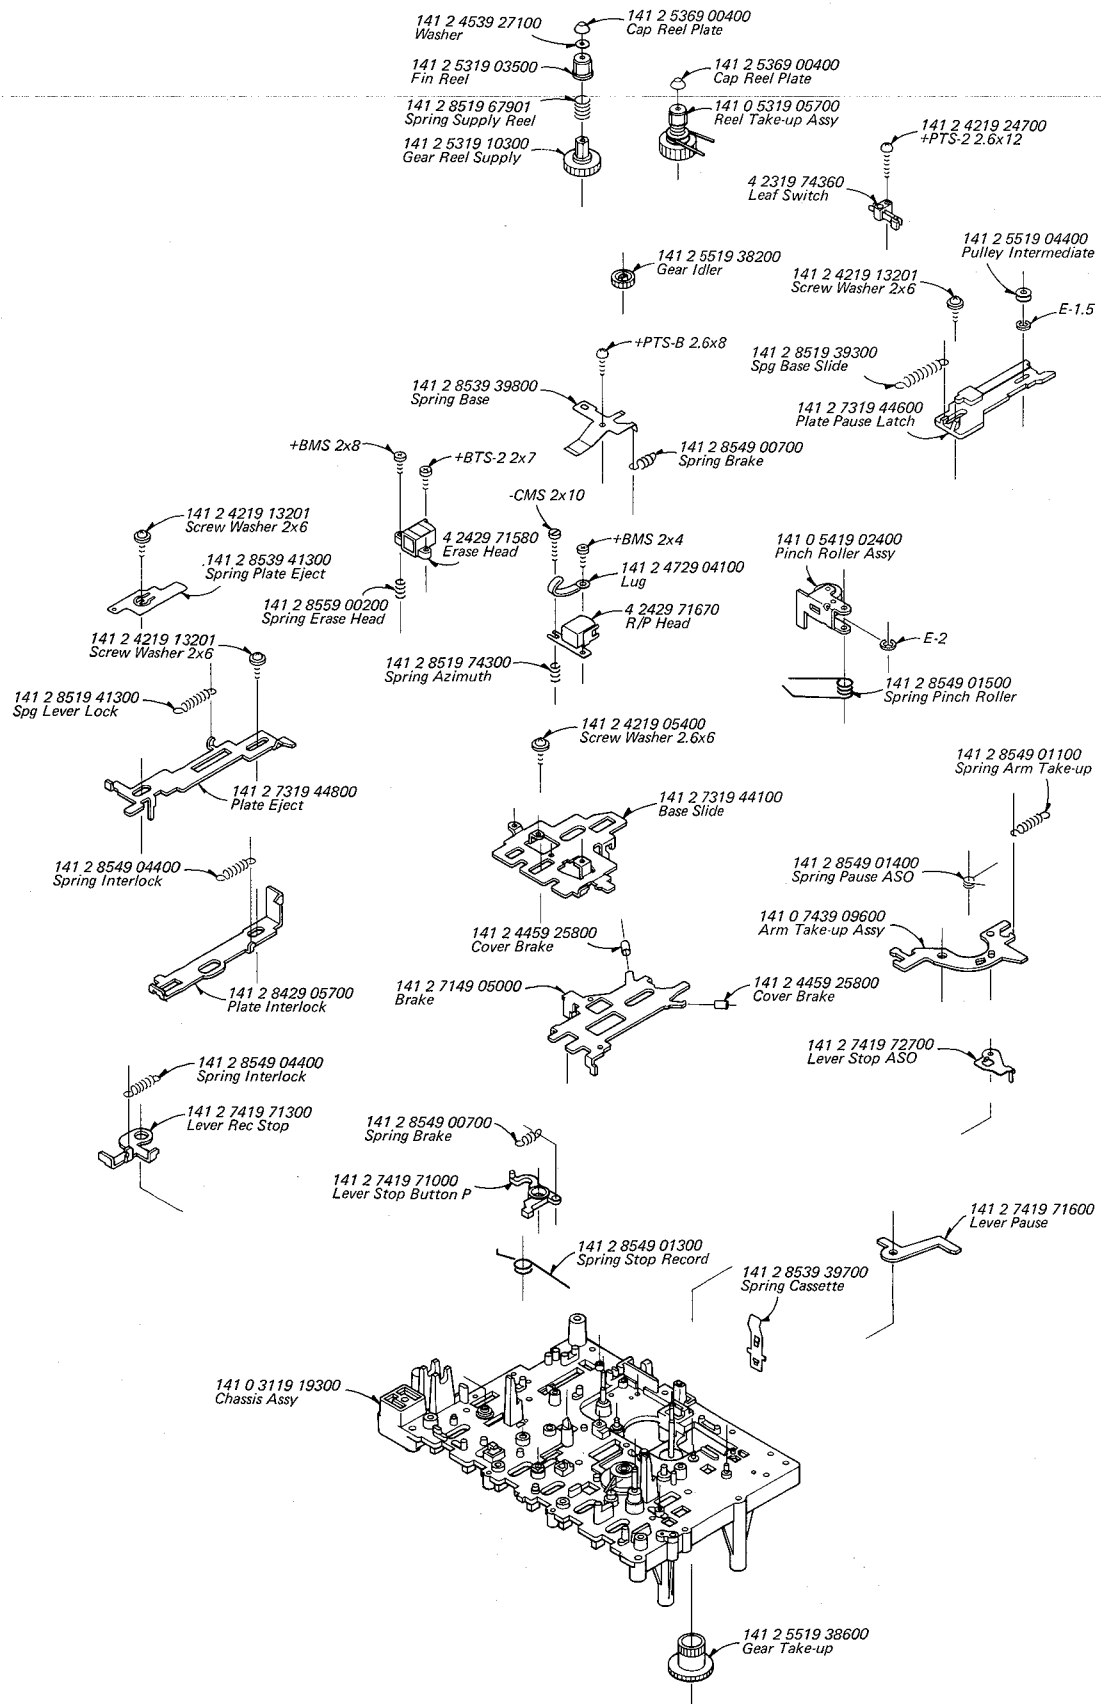 141 2 4539 27100
Washer
141 2 5369 00400
Cap Reel Plate
141 2 5319 03500
Fin Reel
141 2 5369 00400
Cap Reel Plate
141 2 8519 67901
Spring Supply Reel
141 0 5319 05700
Reel Take-up Assy
141 2 5319 10300
Gear Reel Supply
141 2 4219 24700
+PTS-2 2.6x12
4 2319 74360
Leaf Switch
141 2 5519 04400
Pulley Intermediate
141 2 5519 38200
Gear Idler
141 2 4219 13201
Screw Washer 2x6
E-1.5
+PTS-B 2.6x8
141 2 8519 39300
Spg Base Slide
141 2 8539 39800
Spring Base
141 2 7319 44600
Plate Pause Latch
+BMS 2x8
+BTS-2 2x7
141 2 8549 00700
Spring Brake
-CMS 2x10
141 2 4219 13201
Screw Washer 2x6
4 2429 71580
Erase Head
+BMS 2x4
141 0 5419 02400
Pinch Roller Assy
141 2 8539 41300
Spring Plate Eject
141 2 4729 04100
Lug
141 2 8559 00200
Spring Erase Head
4 2429 71670
R/P Head
141 2 4219 13201
Screw Washer 2x6
E-2
141 2 8519 74300
Spring Azimuth
141 2 8549 01500
Spring Pinch Roller
141 2 8519 41300
Spg Lever Lock
141 2 4219 05400
Screw Washer 2.6x6
141 2 8549 01100
Spring Arm Take-up
141 2 7319 44800
Plate Eject
141 2 7319 44100
Base Slide
141 2 8549 04400
Spring Interlock
141 2 8549 01400
Spring Pause ASO
141 2 4459 25800
Cover Brake
141 0 7439 09600
Arm Take-up Assy
141 2 8429 05700
Plate Interlock
141 2 7149 05000
Brake
141 2 4459 25800
Cover Brake
141 2 7419 72700
Lever Stop ASO
141 2 8549 04400
Spring Interlock
141 2 7419 71300
Lever Rec Stop
141 2 8549 00700
Spring Brake
141 2 7419 71000
Lever Stop Button P
141 2 7419 71600
Lever Pause
141 2 8549 01300
Spring Stop Record
141 2 8539 39700
Spring Cassette
141 0 3119 19300
Chassis Assy
141 2 5519 38600
Gear Take-up